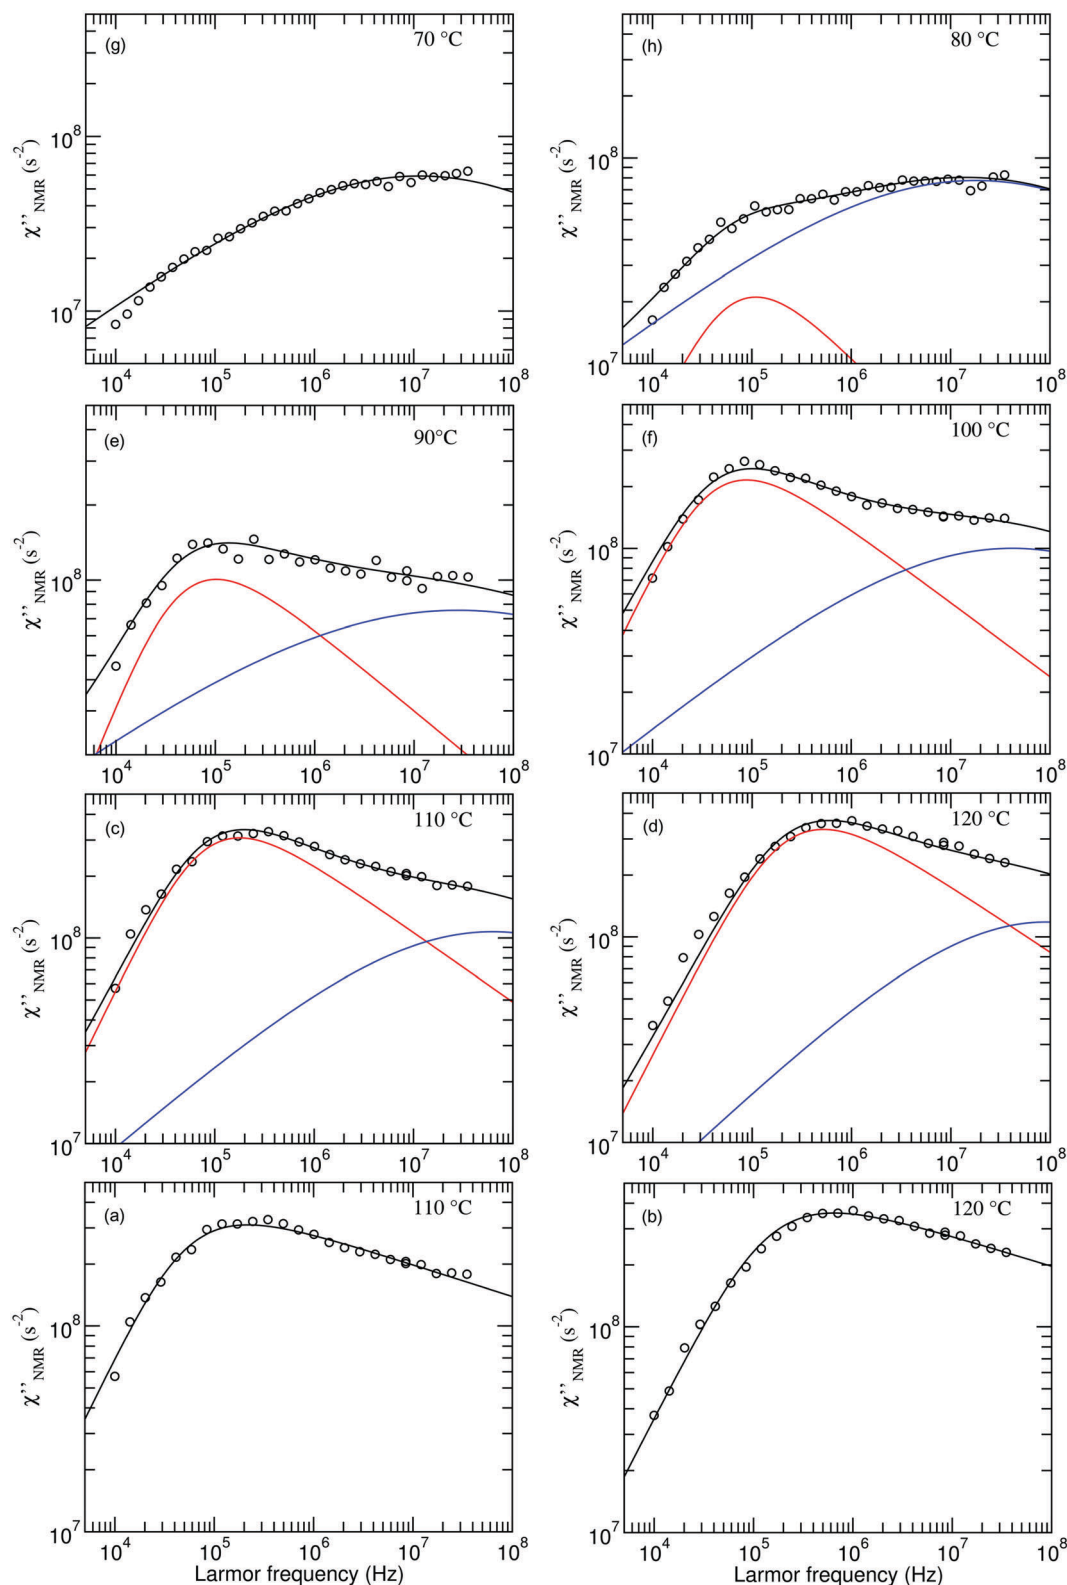 (g) 70 °C
χ’’NMR (s-2)
10^8
10^7
10^4 10^5 10^6 10^7 10^8
(h) 80 °C
χ’’NMR (s-2)
10^8
10^7
10^4 10^5 10^6 10^7 10^8
(e) 90°C
χ’’NMR (s-2)
10^8
10^4 10^5 10^6 10^7 10^8
(f) 100 °C
χ’’NMR (s-2)
10^8
10^7
10^4 10^5 10^6 10^7 10^8
(c) 110 °C
χ’’NMR (s-2)
10^8
10^7
10^4 10^5 10^6 10^7 10^8
(d) 120 °C
χ’’NMR (s-2)
10^8
10^7
10^4 10^5 10^6 10^7 10^8
(a) 110 °C
χ’’NMR (s-2)
10^8
10^7
10^4 10^5 10^6 10^7 10^8
Larmor frequency (Hz)
(b) 120 °C
χ’’NMR (s-2)
10^8
10^7
10^4 10^5 10^6 10^7 10^8
Larmor frequency (Hz)